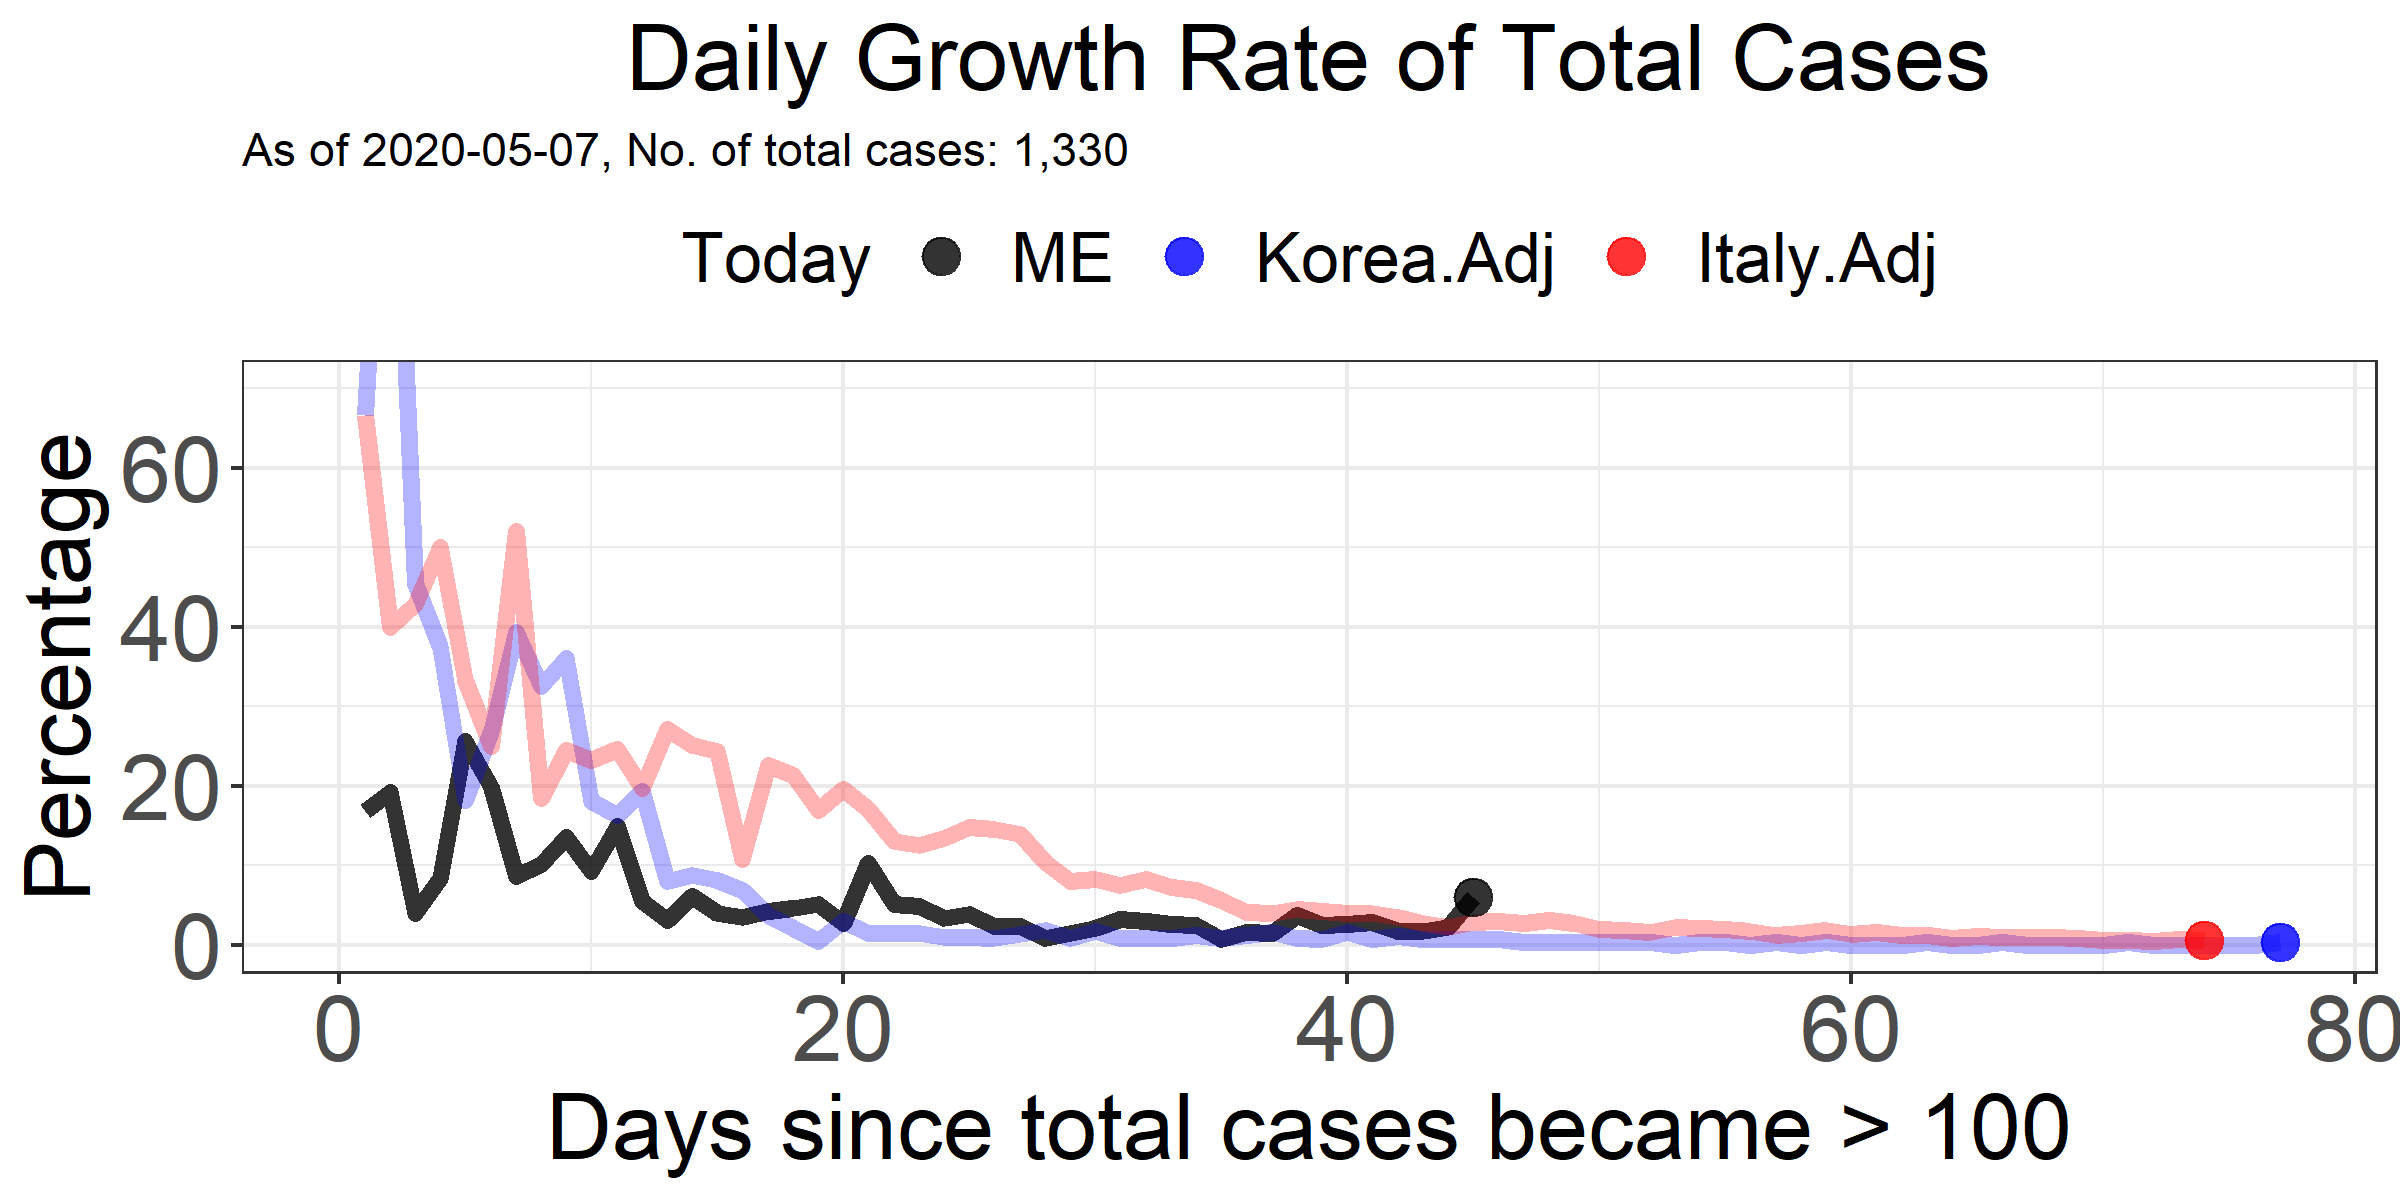 Daily Growth Rate of Total Cases
As of 2020-05-07, No. of total cases: 1,330
Today ME Korea.Adj Italy.Adj
Percentage
60
40
20
0
0 20 40 60 80
Days since total cases became > 100